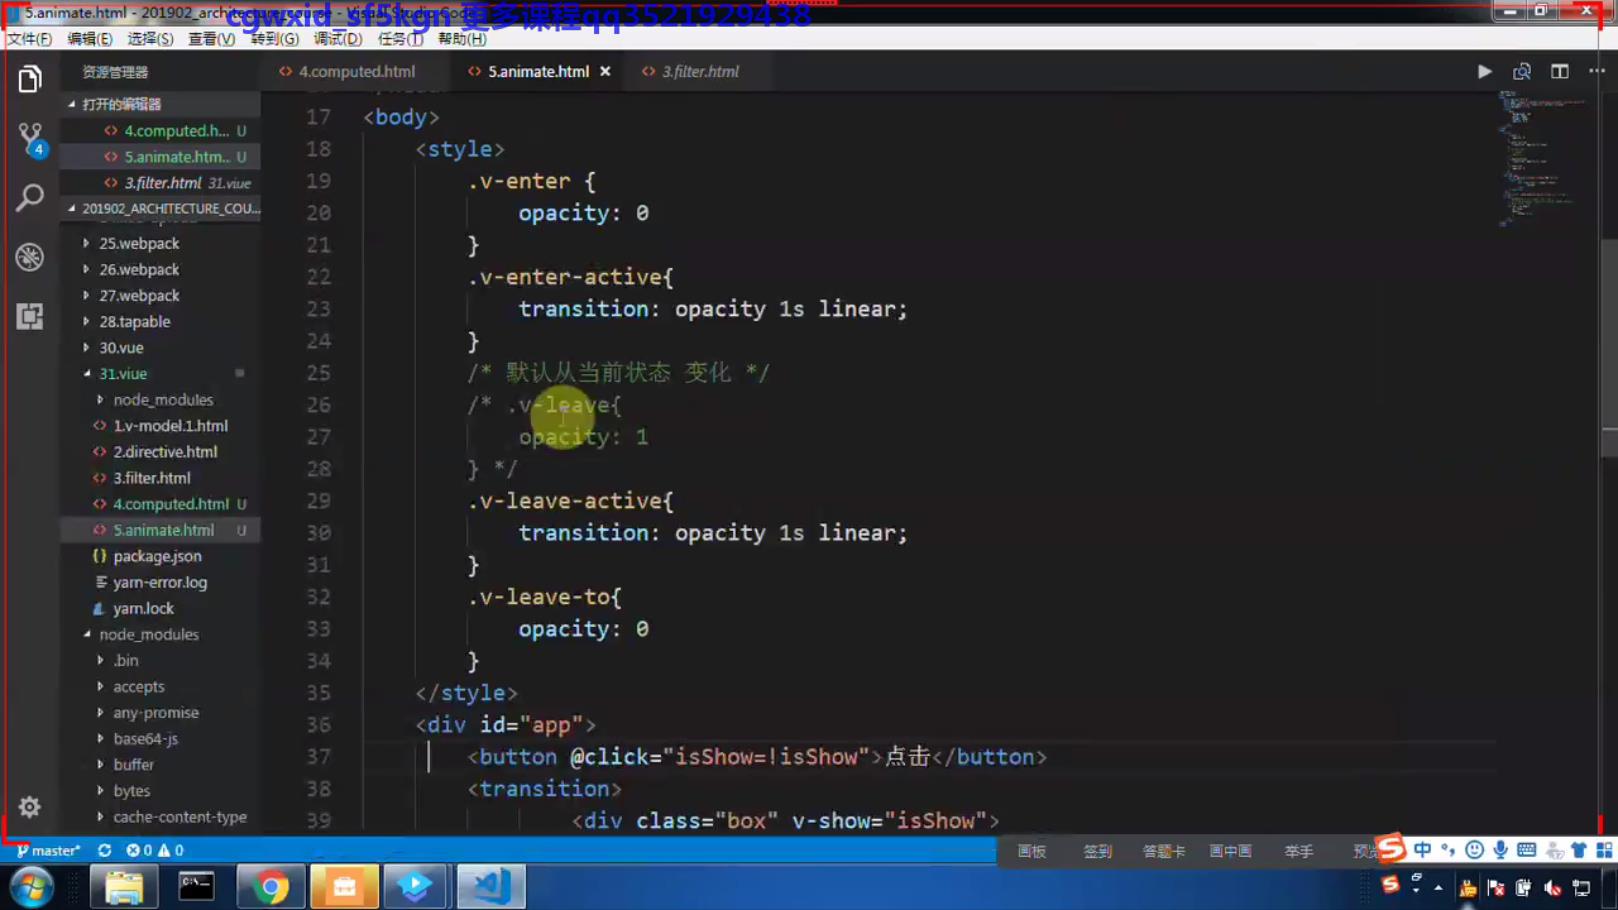 5.animate.html - 201902_architecture_course - Visual Studio Code
cgwxid_sf5kgn 更多课程qq3521929438
文件(F) 编辑(E) 选择(S) 查看(V) 转到(G) 调试(D) 任务(T) 帮助(H)
资源管理器
4.computed.html
5.animate.html
3.filter.html
打开的编辑器
4.computed.h... U
5.animate.htm... U
3.filter.html 31.viue
201902_ARCHITECTURE_COU...
25.webpack
26.webpack
27.webpack
28.tapable
30.vue
31.viue
node_modules
1.v-model.1.html
2.directive.html
3.filter.html
4.computed.html U
5.animate.html U
package.json
yarn-error.log
yarn.lock
node_modules
.bin
accepts
any-promise
base64-js
buffer
bytes
cache-content-type
4
17 <body>
18 <style>
19 .v-enter {
20 opacity: 0
21 }
22 .v-enter-active{
23 transition: opacity 1s linear;
24 }
25 /* 默认从当前状态 变化 */
26 /* .v-leave{
27 opacity: 1
28 } */
29 .v-leave-active{
30 transition: opacity 1s linear;
31 }
32 .v-leave-to{
33 opacity: 0
34 }
35 </style>
36 <div id="app">
37 <button @click="isShow=!isShow">点击</button>
38 <transition>
39 <div class="box" v-show="isShow">
master* 0 0
画板 签到 答题卡 画中画 举手 预览
中